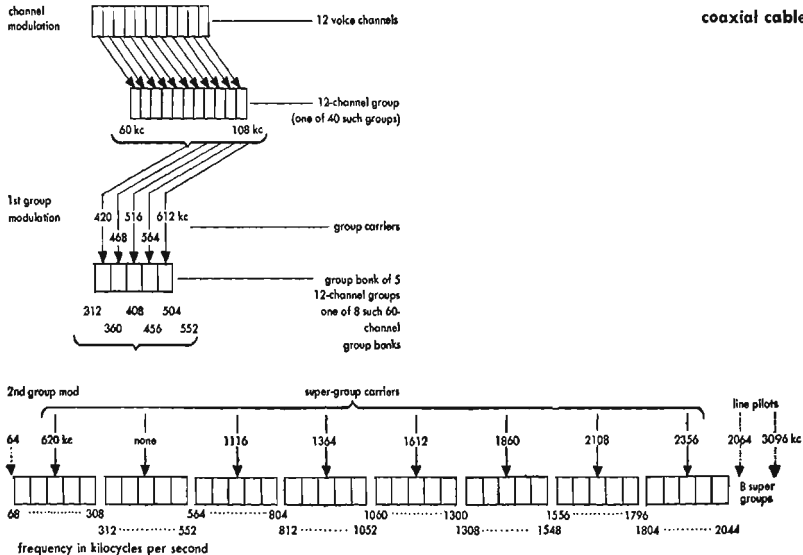 channel
modulation
12 voice channels
coaxial cable
12-channel group
(one of 40 such groups)
60 kc 108 kc
1st group
modulation
420 516 612 kc
468 564
group carriers
group bank of 5
12-channel groups
one of 8 such 60-
channel
group banks
312 408 504
360 456 552
2nd group mod
super-group carriers
line pilots
64 620 kc none 1116 1364 1612 1860 2108 2356 2064 3096 kc
8 super
groups
68 308 564 804 1060 1300 1556 1796
312 552 812 1052 1308 1548 1804 2044
frequency in kilocycles per second